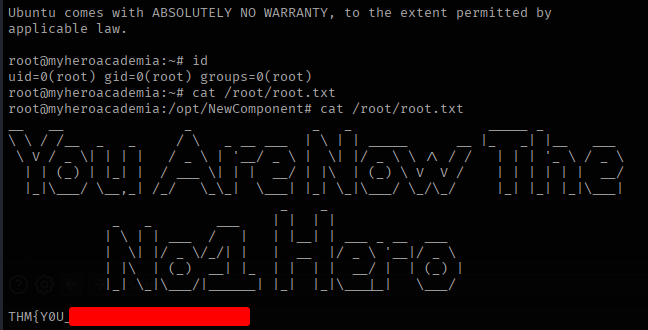 Ubuntu comes with ABSOLUTELY NO WARRANTY, to the extent permitted by
applicable law.
root@myheroacademia:~# id
uid=0(root) gid=0(root) groups=0(root)
root@myheroacademia:~# cat /root/root.txt
root@myheroacademia:/opt/NewComponent# cat /root/root.txt
You Are Now The
No1 Hero
THM{Y0U_